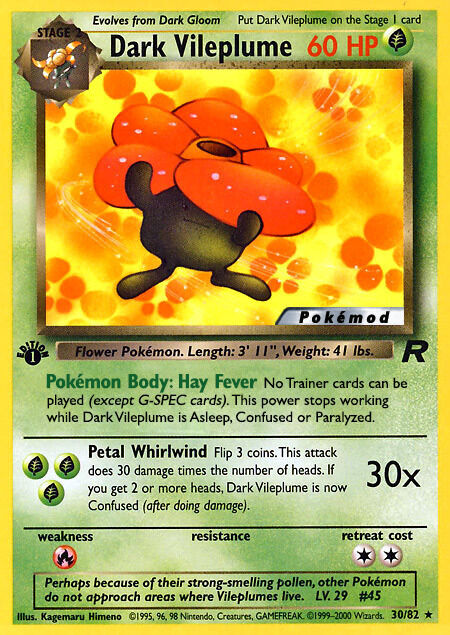 Evolves from Dark Gloom
Put Dark Vileplume on the Stage 1 card
STAGE 2
Dark Vileplume 60 HP
Pokémod
EDITION
1
Flower Pokémon. Length: 3' 11", Weight: 41 lbs.
R
Pokémon Body: Hay Fever No Trainer cards can be
played (except G-SPEC cards). This power stops working
while Dark Vileplume is Asleep, Confused or Paralyzed.
Petal Whirlwind Flip 3 coins. This attack
does 30 damage times the number of heads. If
you get 2 or more heads, Dark Vileplume is now
Confused (after doing damage).
30x
weakness
resistance
retreat cost
Perhaps because of their strong-smelling pollen, other Pokémon
do not approach areas where Vileplumes live. LV. 29 #45
Illus. Kagemaru Himeno ©1995, 96, 98 Nintendo, Creatures, GAMEFREAK. ©1999-2000 Wizards. 30/82 ★